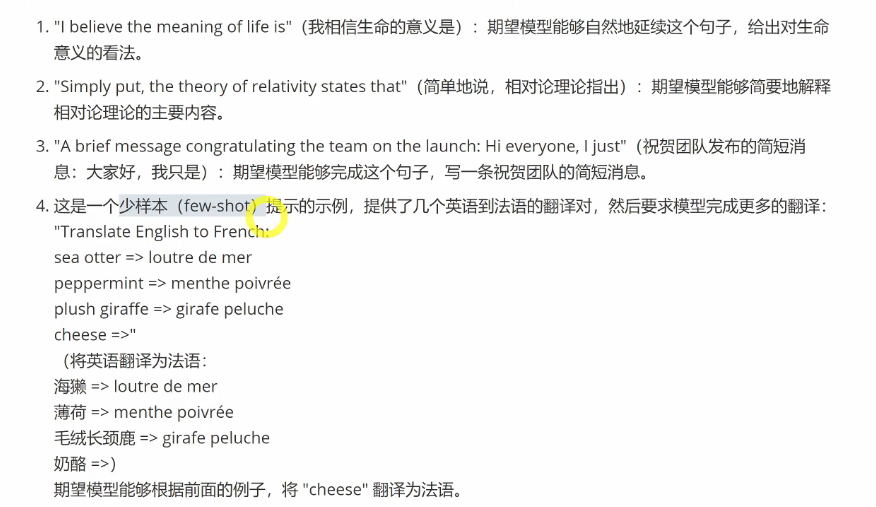 1. "I believe the meaning of life is"（我相信生命的意义是）：期望模型能够自然地延续这个句子，给出对生命
意义的看法。
2. "Simply put, the theory of relativity states that"（简单地说，相对论理论指出）：期望模型能够简要地解释
相对论理论的主要内容。
3. "A brief message congratulating the team on the launch: Hi everyone, I just"（祝贺团队发布的简短消
息：大家好，我只是）：期望模型能够完成这个句子，写一条祝贺团队的简短消息。
4. 这是一个少样本（few-shot）提示的示例，提供了几个英语到法语的翻译对，然后要求模型完成更多的翻译：
"Translate English to French:
sea otter => loutre de mer
peppermint => menthe poivrée
plush giraffe => girafe peluche
cheese =>"
（将英语翻译为法语：
海獭 => loutre de mer
薄荷 => menthe poivrée
毛绒长颈鹿 => girafe peluche
奶酪 =>）
期望模型能够根据前面的例子，将 "cheese" 翻译为法语。